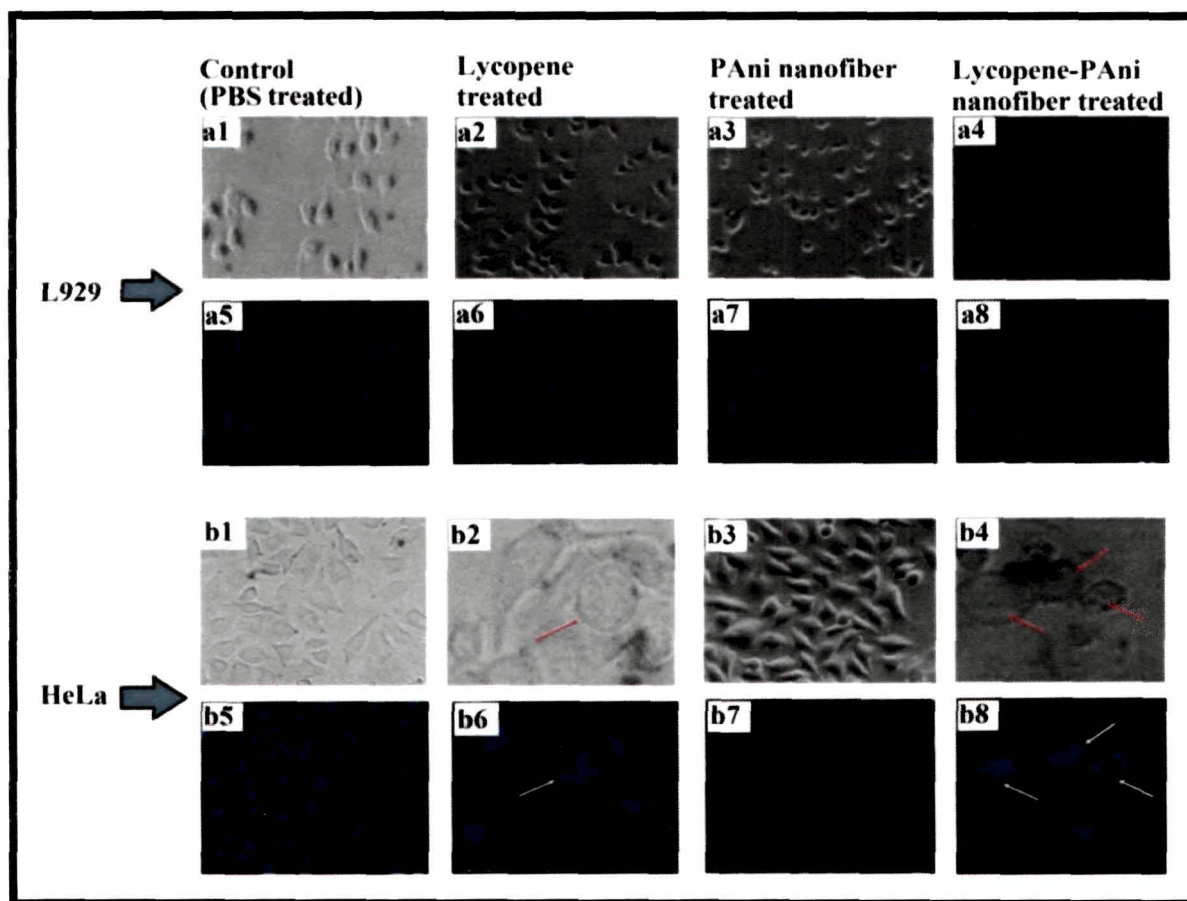 Control
(PBS treated)
Lycopene
treated
PAni nanofiber
treated
Lycopene-PAni
nanofiber treated
a1
a2
a3
a4
L929
a5
a6
a7
a8
b1
b2
b3
b4
HeLa
b5
b6
b7
b8